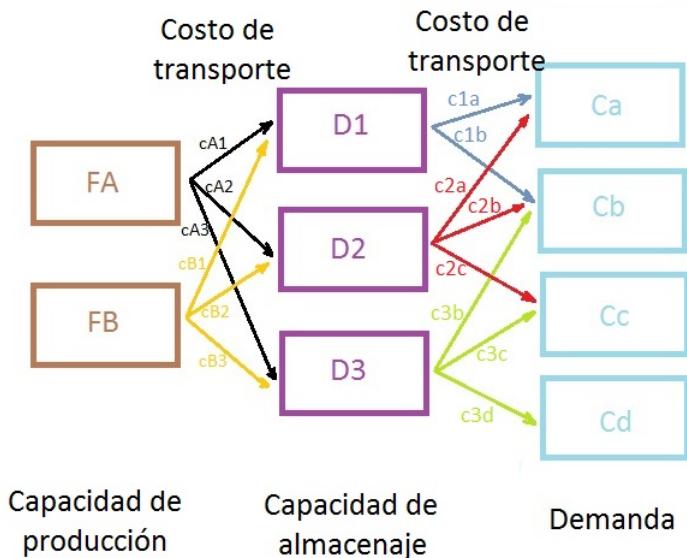 Costo de
transporte
Costo de
transporte
FA
FB
cA1
cA2
cA3
cB1
cB2
cB3
D1
D2
D3
c1a
c1b
c2a
c2b
c2c
c3b
c3c
c3d
Ca
Cb
Cc
Cd
Capacidad de
producción
Capacidad de
almacenaje
Demanda